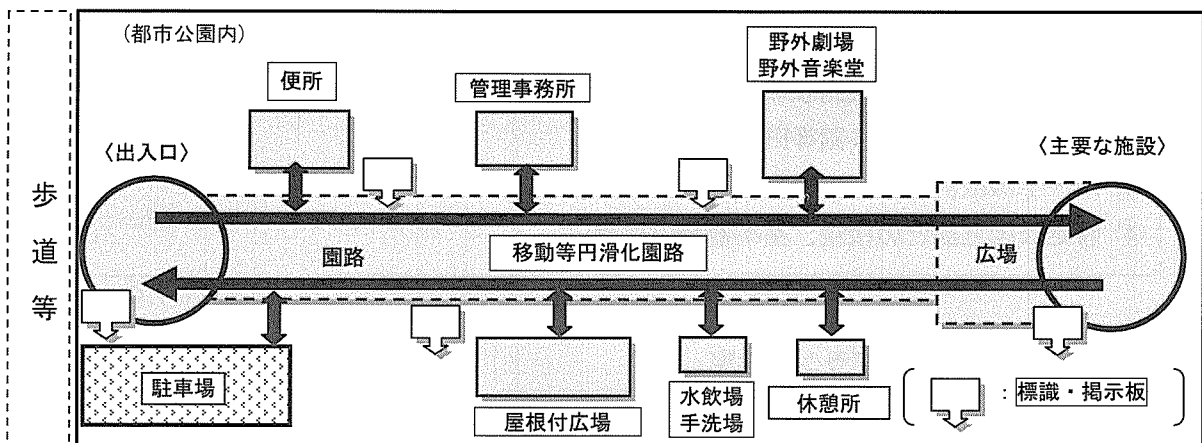 (都市公園内)
野外劇場
野外音楽堂
便所
管理事務所
〈出入口〉
〈主要な施設〉
歩道等
園路
移動等円滑化園路
広場
駐車場
屋根付広場
水飲場
手洗場
休憩所
:標識・掲示板